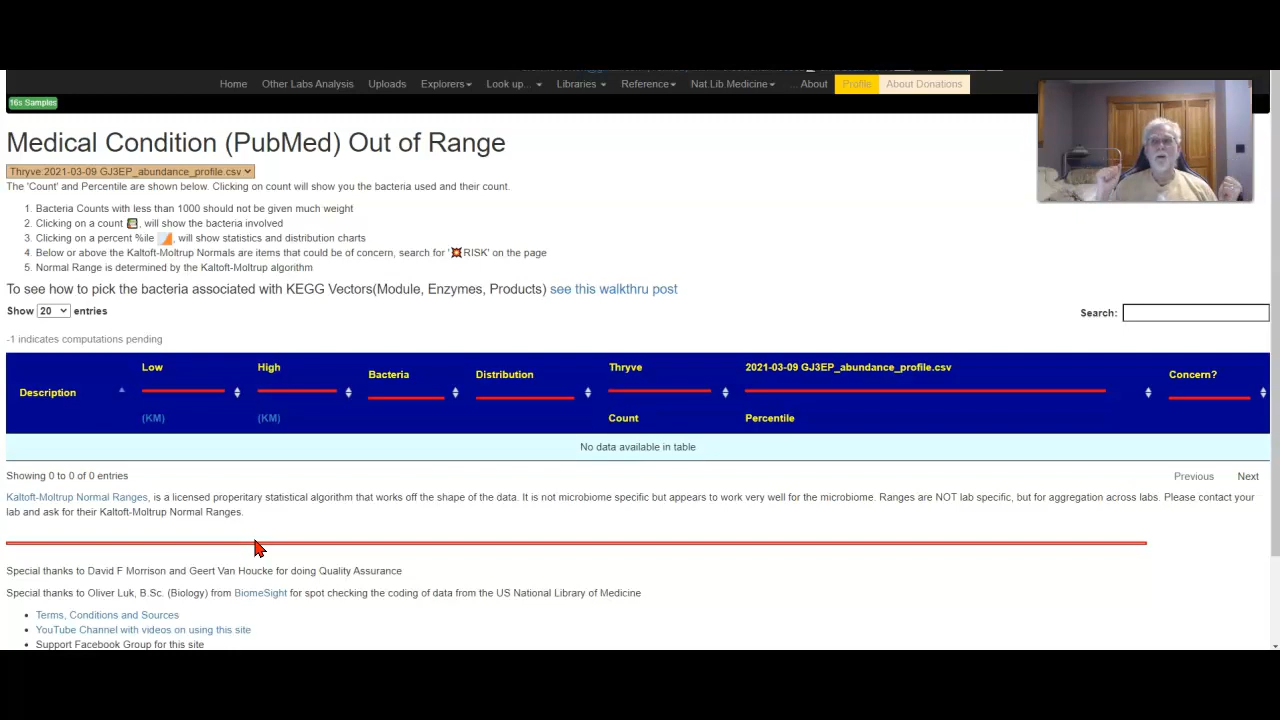 Home Other Labs Analysis Uploads Explorers Look up... Libraries Reference Nat.Lib.Medicine ... About Profile About Donations
16s Samples
Medical Condition (PubMed) Out of Range
Thryve:2021-03-09 GJ3EP_abundance_profile.csv
The 'Count' and Percentile are shown below. Clicking on count will show you the bacteria used and their count.
1. Bacteria Counts with less than 1000 should not be given much weight
2. Clicking on a count , will show the bacteria involved
3. Clicking on a percent %ile , will show statistics and distribution charts
4. Below or above the Kaltoft-Moltrup Normals are items that could be of concern, search for 'RISK' on the page
5. Normal Range is determined by the Kaltoft-Moltrup algorithm
To see how to pick the bacteria associated with KEGG Vectors(Module, Enzymes, Products) see this walkthru post
Show 20 entries
Search:
-1 indicates computations pending
Low High Thryve 2021-03-09 GJ3EP_abundance_profile.csv
Description Bacteria Distribution Concern?
(KM) (KM) Count Percentile
No data available in table
Showing 0 to 0 of 0 entries
Previous Next
Kaltoft-Moltrup Normal Ranges, is a licensed properitary statistical algorithm that works off the shape of the data. It is not microbiome specific but appears to work very well for the microbiome. Ranges are NOT lab specific, but for aggregation across labs. Please contact your
lab and ask for their Kaltoft-Moltrup Normal Ranges.
Special thanks to David F Morrison and Geert Van Houcke for doing Quality Assurance
Special thanks to Oliver Luk, B.Sc. (Biology) from BiomeSight for spot checking the coding of data from the US National Library of Medicine
Terms, Conditions and Sources
YouTube Channel with videos on using this site
Support Facebook Group for this site